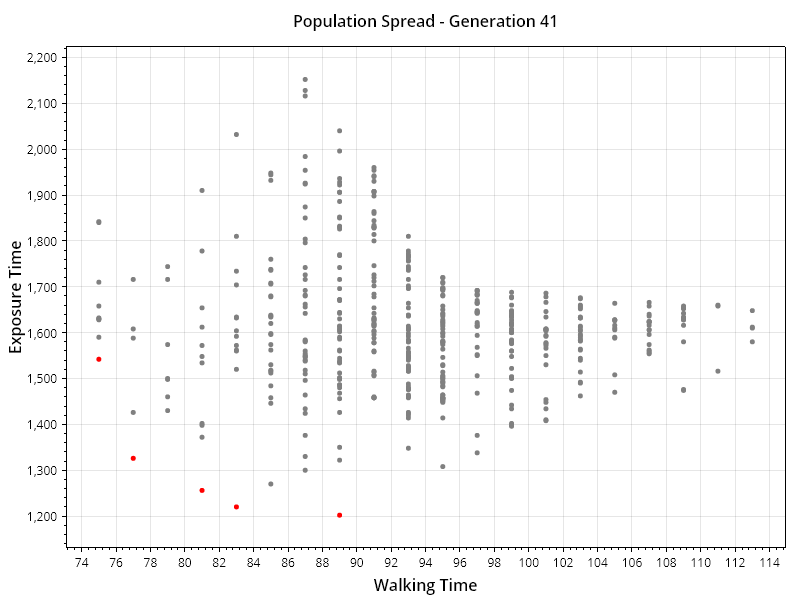 Population Spread - Generation 41
Exposure Time
2,200
2,100
2,000
1,900
1,800
1,700
1,600
1,500
1,400
1,300
1,200
74 76 78 80 82 84 86 88 90 92 94 96 98 100 102 104 106 108 110 112 114
Walking Time